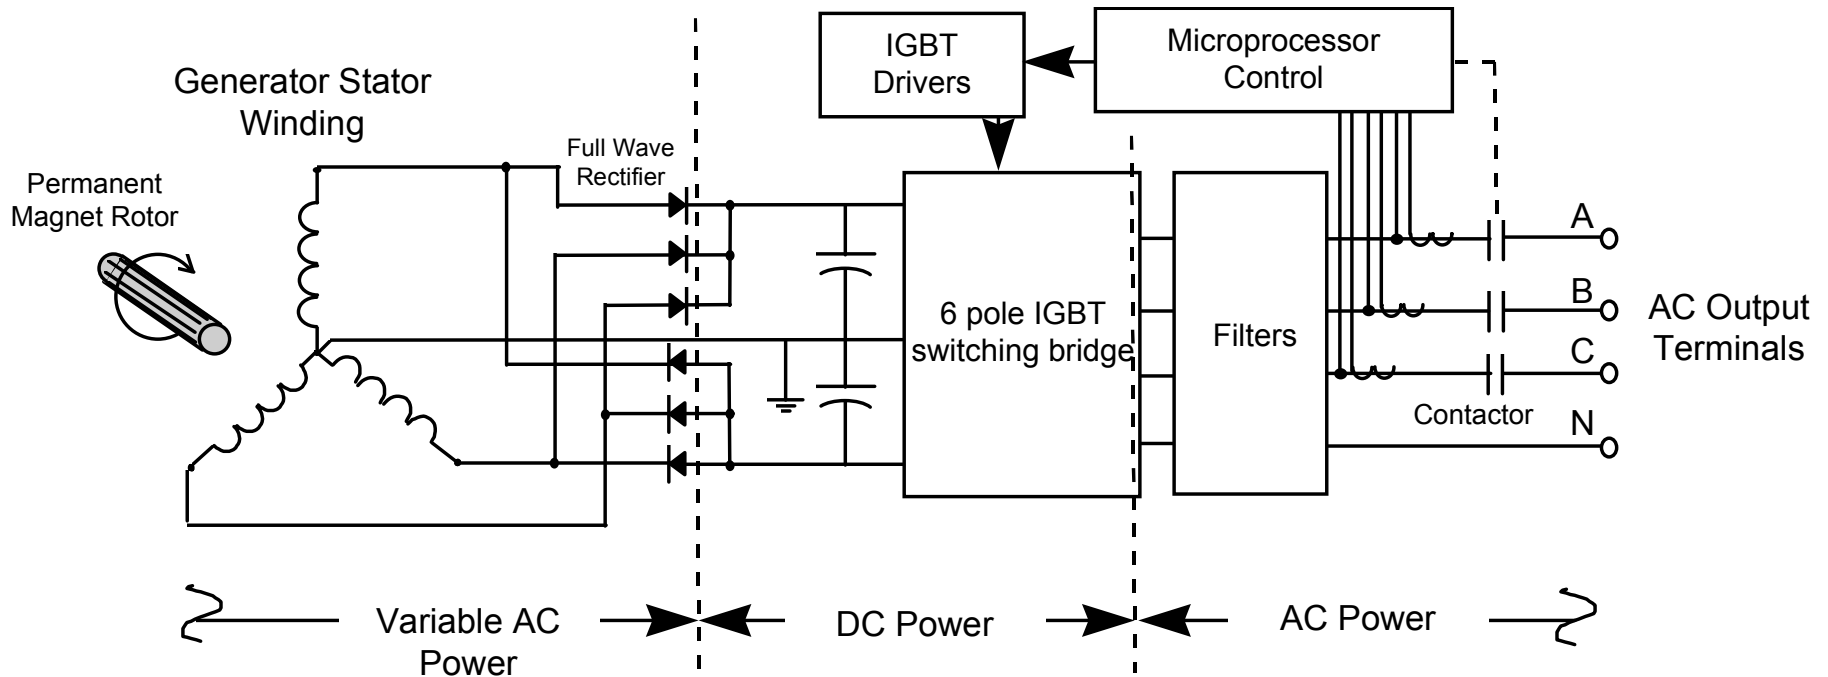 Generator Stator
Winding
Permanent
Magnet Rotor
Full Wave
Rectifier
IGBT
Drivers
Microprocessor
Control
6 pole IGBT
switching bridge
Filters
A
B
C
N
Contactor
AC Output
Terminals
Variable AC
Power
DC Power
AC Power